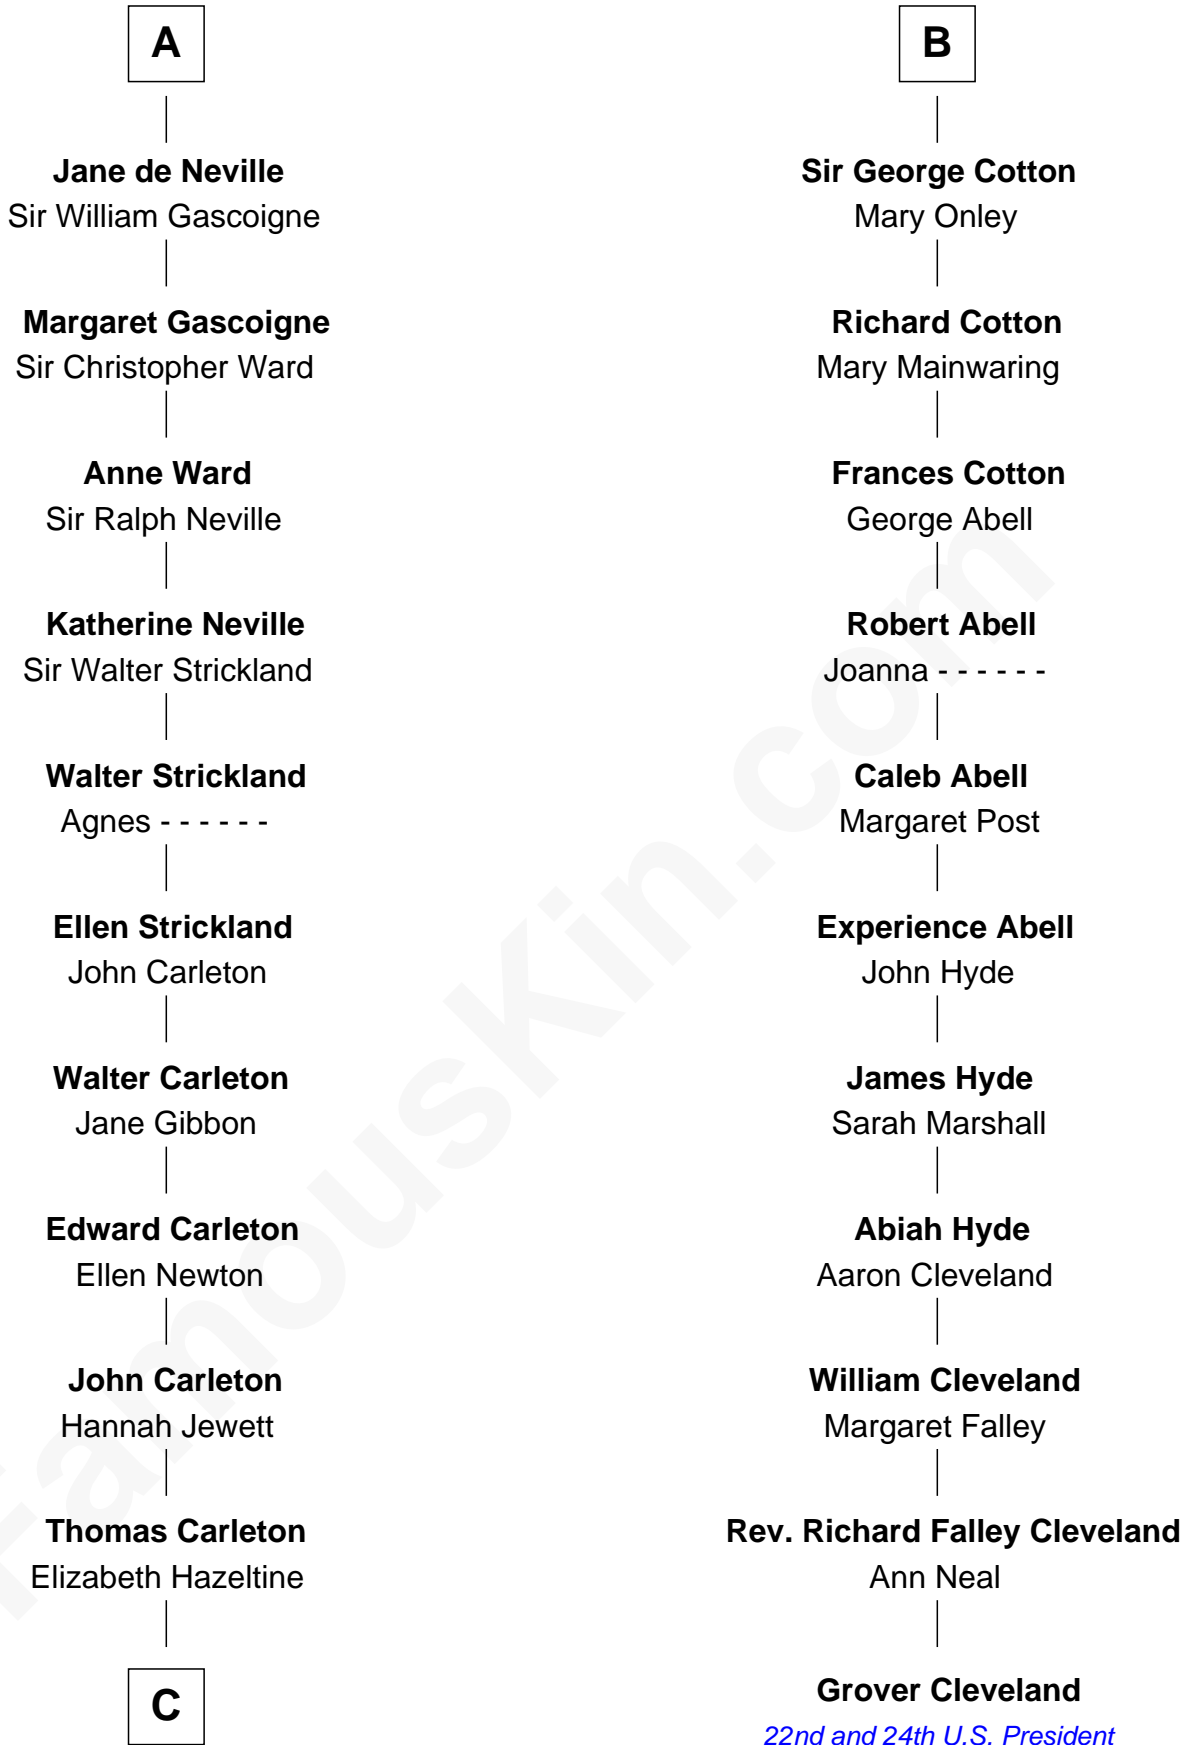 A
Jane de Neville
Sir William Gascoigne
Margaret Gascoigne
Sir Christopher Ward
Anne Ward
Sir Ralph Neville
Katherine Neville
Sir Walter Strickland
Walter Strickland
Agnes - - - - - -
Ellen Strickland
John Carleton
Walter Carleton
Jane Gibbon
Edward Carleton
Ellen Newton
John Carleton
Hannah Jewett
Thomas Carleton
Elizabeth Hazeltine
C
B
Sir George Cotton
Mary Onley
Richard Cotton
Mary Mainwaring
Frances Cotton
George Abell
Robert Abell
Joanna - - - - - -
Caleb Abell
Margaret Post
Experience Abell
John Hyde
James Hyde
Sarah Marshall
Abiah Hyde
Aaron Cleveland
William Cleveland
Margaret Falley
Rev. Richard Falley Cleveland
Ann Neal
Grover Cleveland
22nd and 24th U.S. President
FamousKin.com